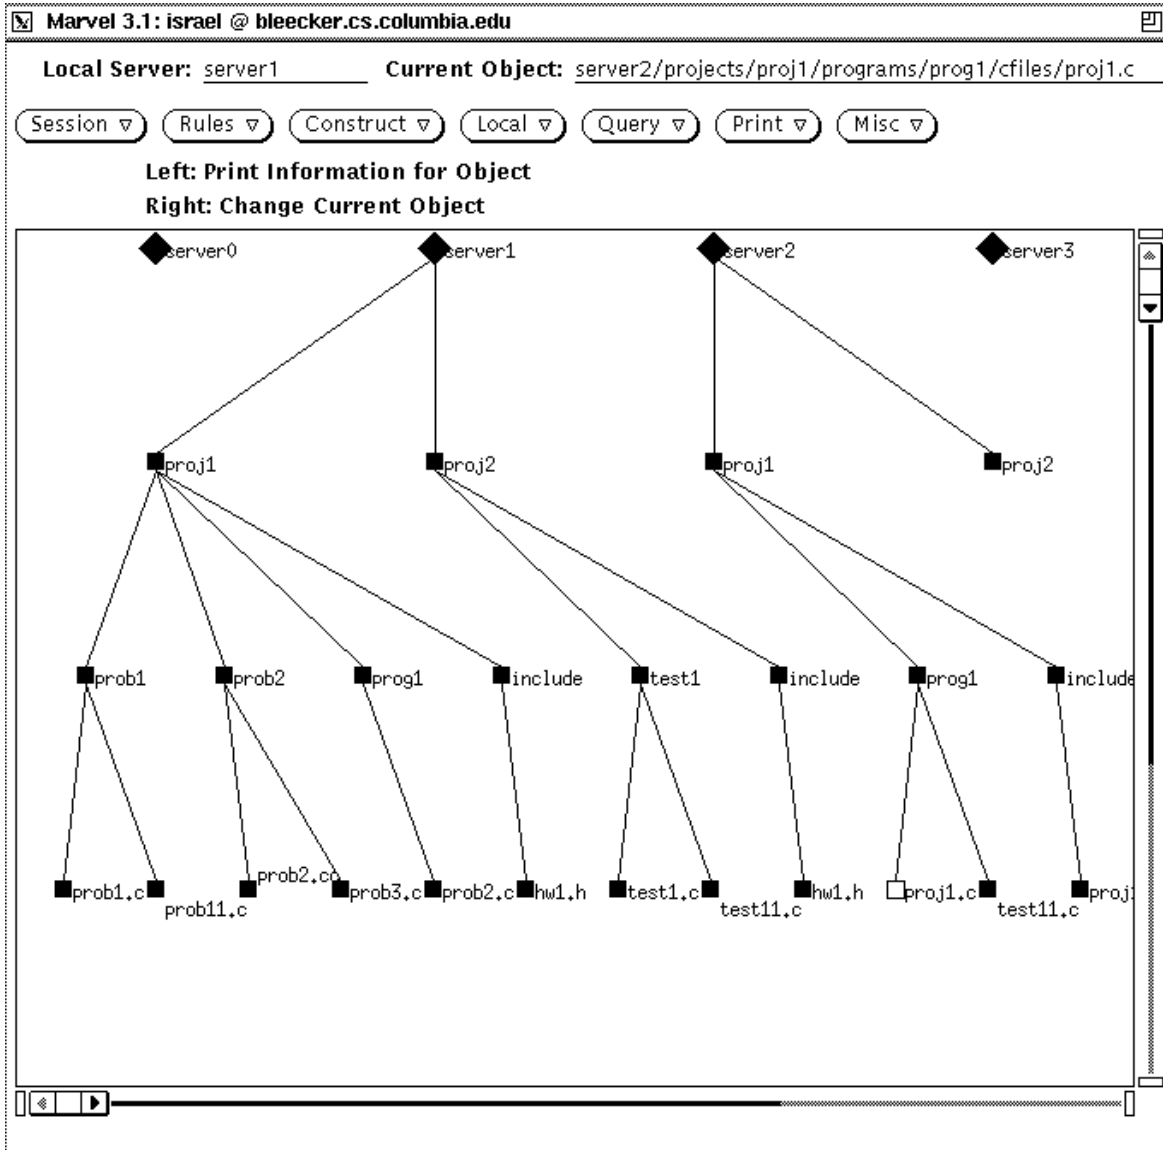 Marvel 3.1: israel @ bleecker.cs.columbia.edu
Local Server: server1 Current Object: server2/projects/proj1/programs/prog1/cfiles/proj1.c
Session Rules Construct Local Query Print Misc
Left: Print Information for Object
Right: Change Current Object
server0 server1 server2 server3
proj1 proj2 proj1 proj2
prob1 prob2 prog1 include test1 include prog1 include
prob2.cc
prob1.c prob3.c prob2.c hw1.h test1.c hw1.h proj1.c
prob11.c test11.c test11.c